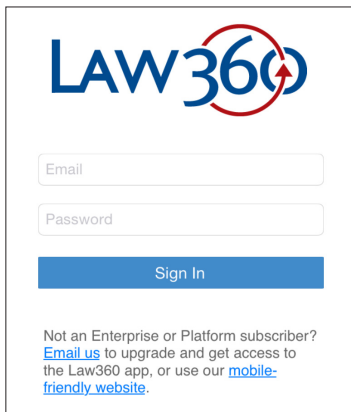 LAW360
Email
Password
Sign In
Not an Enterprise or Platform subscriber?
Email us to upgrade and get access to
the Law360 app, or use our mobile-
friendly website.